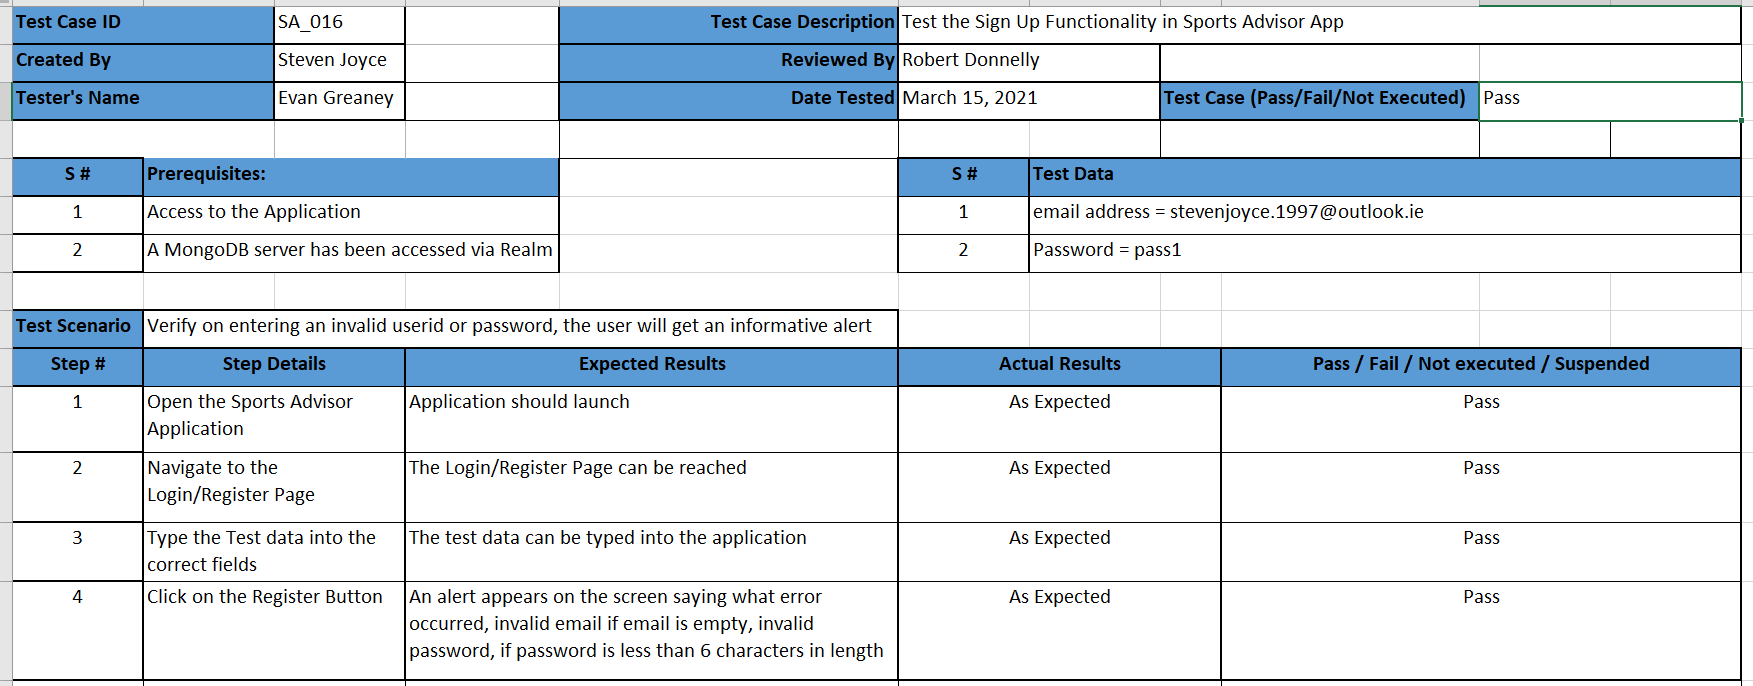 Test Case ID SA_016 Test Case Description Test the Sign Up Functionality in Sports Advisor App
Created By Steven Joyce Reviewed By Robert Donnelly
Tester's Name Evan Greaney Date Tested March 15, 2021 Test Case (Pass/Fail/Not Executed) Pass
S # Prerequisites: S # Test Data
1 Access to the Application 1 email address = stevenjoyce.1997@outlook.ie
2 A MongoDB server has been accessed via Realm 2 Password = pass1
Test Scenario Verify on entering an invalid userid or password, the user will get an informative alert
Step # Step Details Expected Results Actual Results Pass / Fail / Not executed / Suspended
1 Open the Sports Advisor Application should launch As Expected Pass
Application
2 Navigate to the The Login/Register Page can be reached As Expected Pass
Login/Register Page
3 Type the Test data into the The test data can be typed into the application As Expected Pass
correct fields
4 Click on the Register Button An alert appears on the screen saying what error As Expected Pass
occurred, invalid email if email is empty, invalid
password, if password is less than 6 characters in length